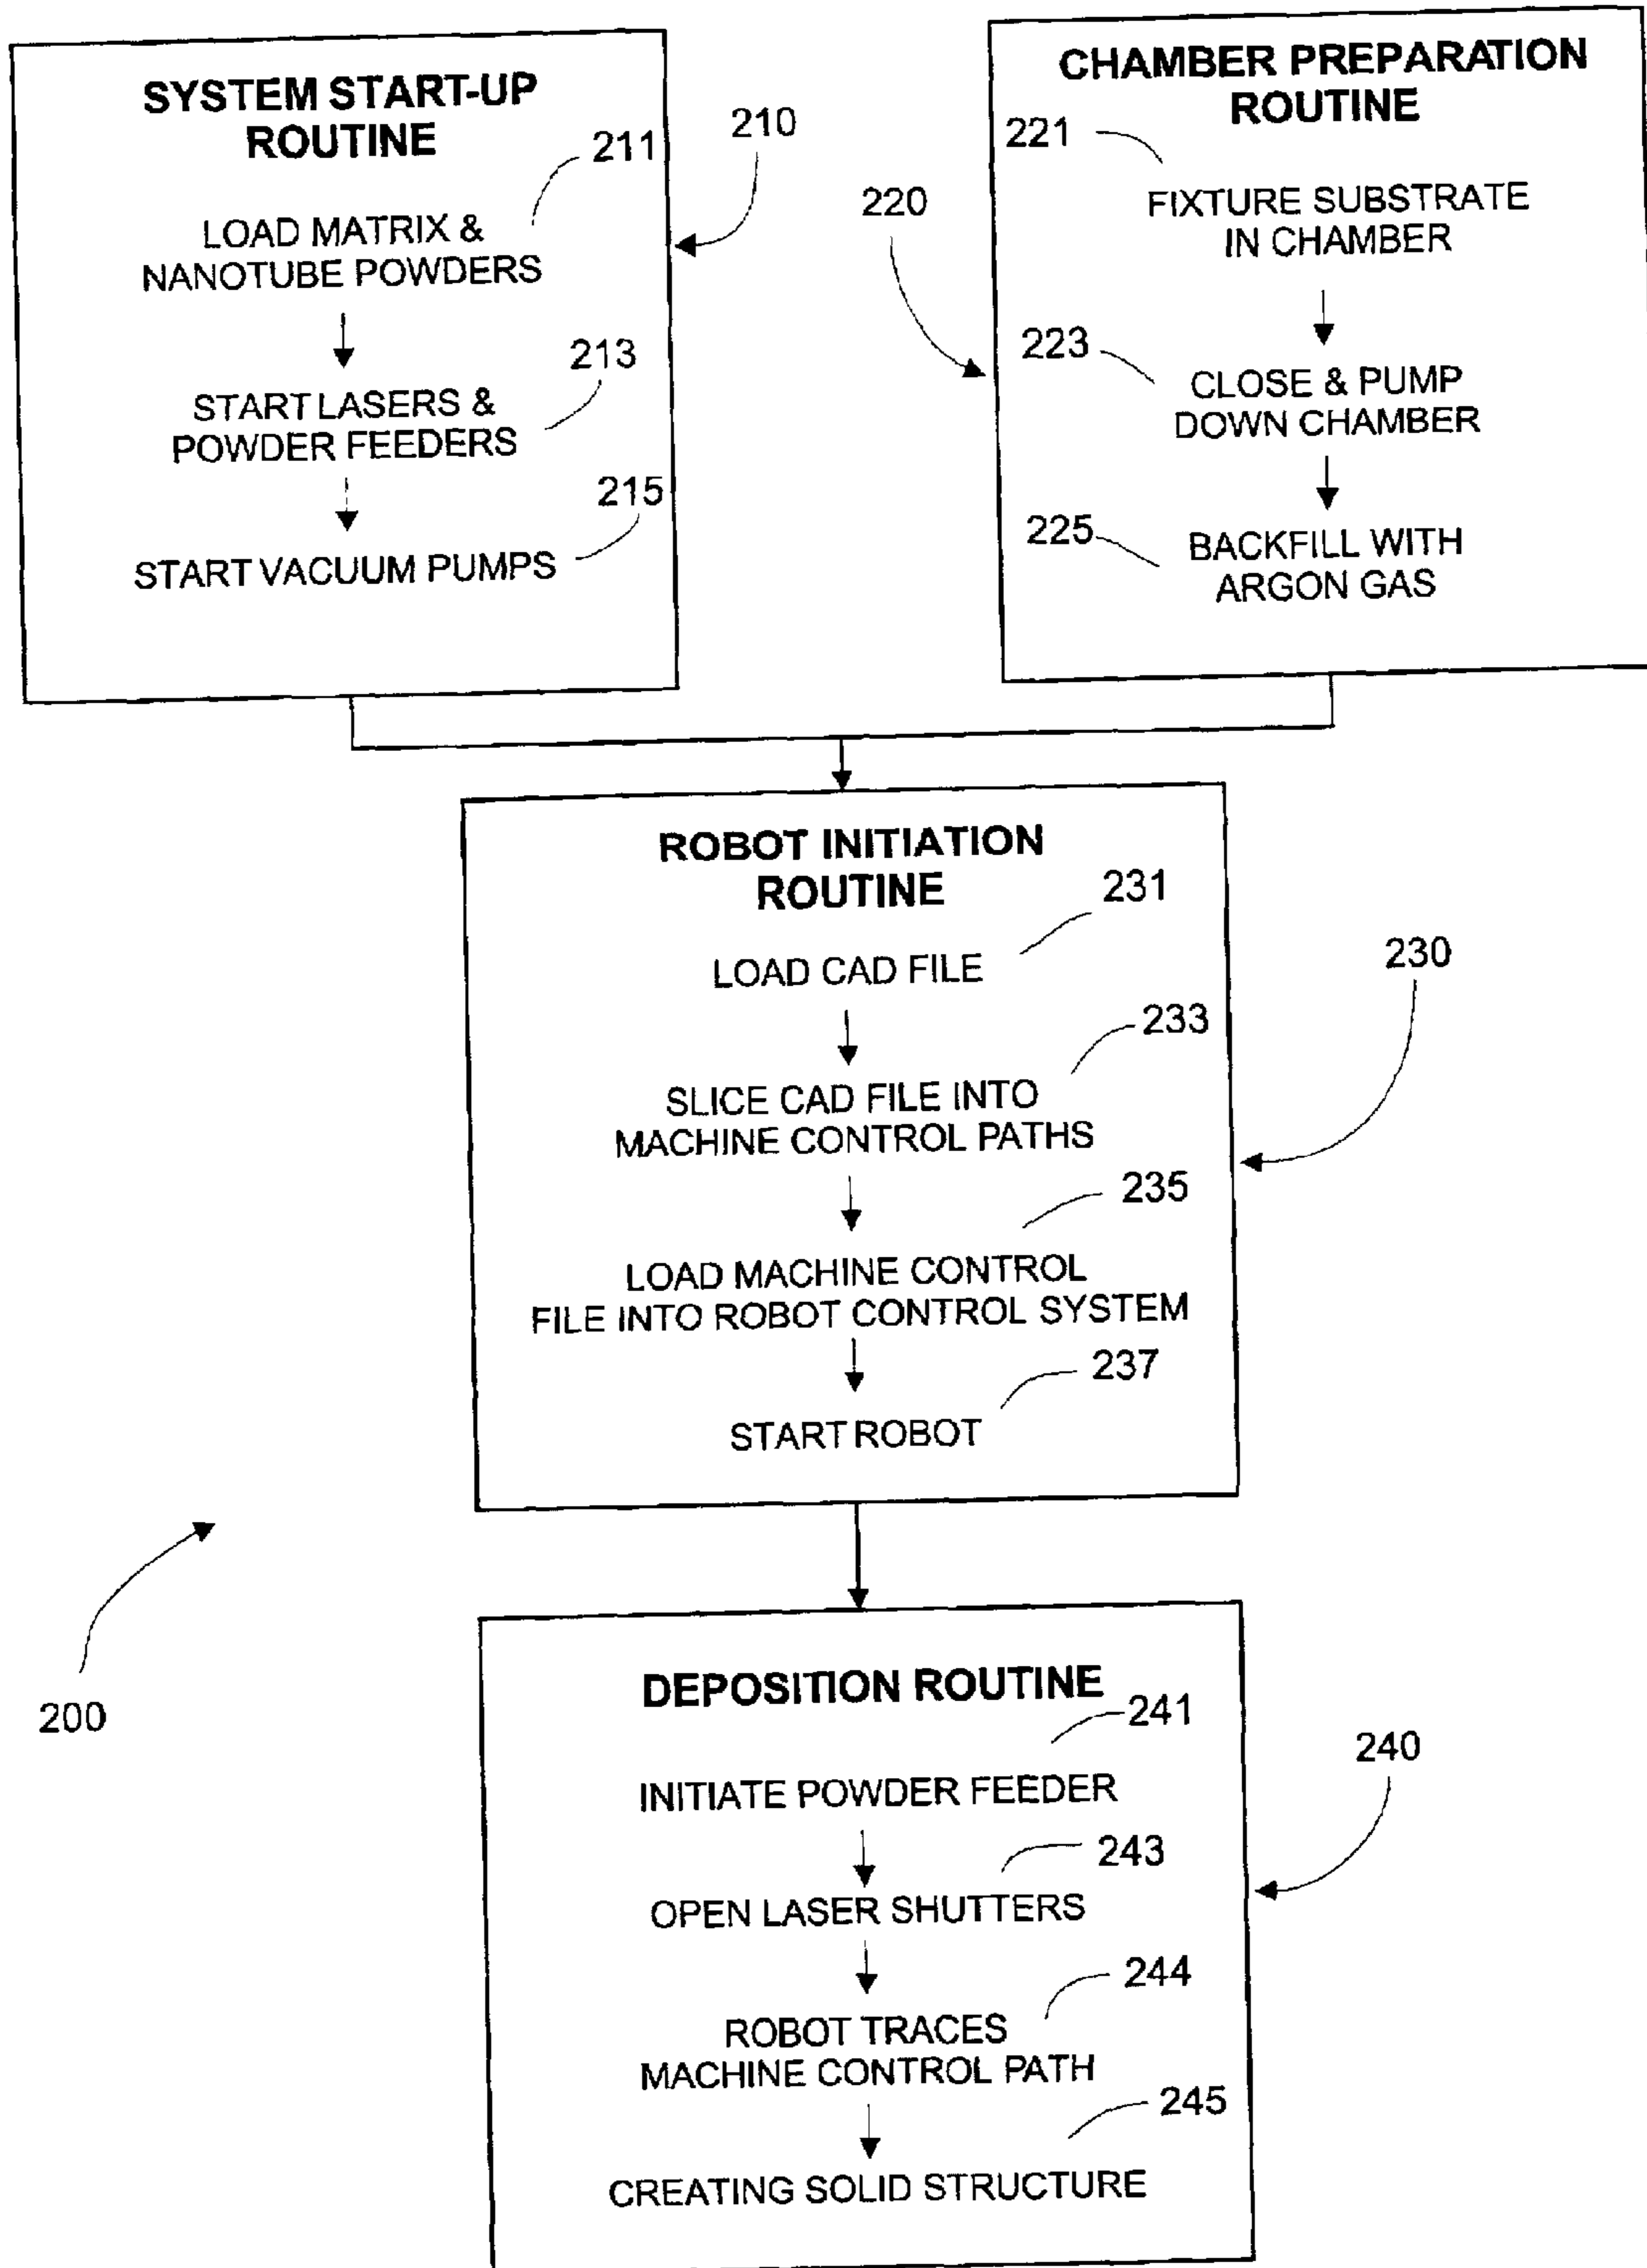 SYSTEM START-UP
ROUTINE
211
210
LOAD MATRIX &
NANOTUBE POWDERS
213
START LASERS &
POWDER FEEDERS
215
START VACUUM PUMPS
CHAMBER PREPARATION
ROUTINE
221
220
FIXTURE SUBSTRATE
IN CHAMBER
223
CLOSE & PUMP
DOWN CHAMBER
225
BACKFILL WITH
ARGON GAS
ROBOT INITIATION
ROUTINE
231
230
LOAD CAD FILE
233
SLICE CAD FILE INTO
MACHINE CONTROL PATHS
235
LOAD MACHINE CONTROL
FILE INTO ROBOT CONTROL SYSTEM
237
START ROBOT
200
DEPOSITION ROUTINE
241
240
INITIATE POWDER FEEDER
243
OPEN LASER SHUTTERS
244
ROBOT TRACES
MACHINE CONTROL PATH
245
CREATING SOLID STRUCTURE